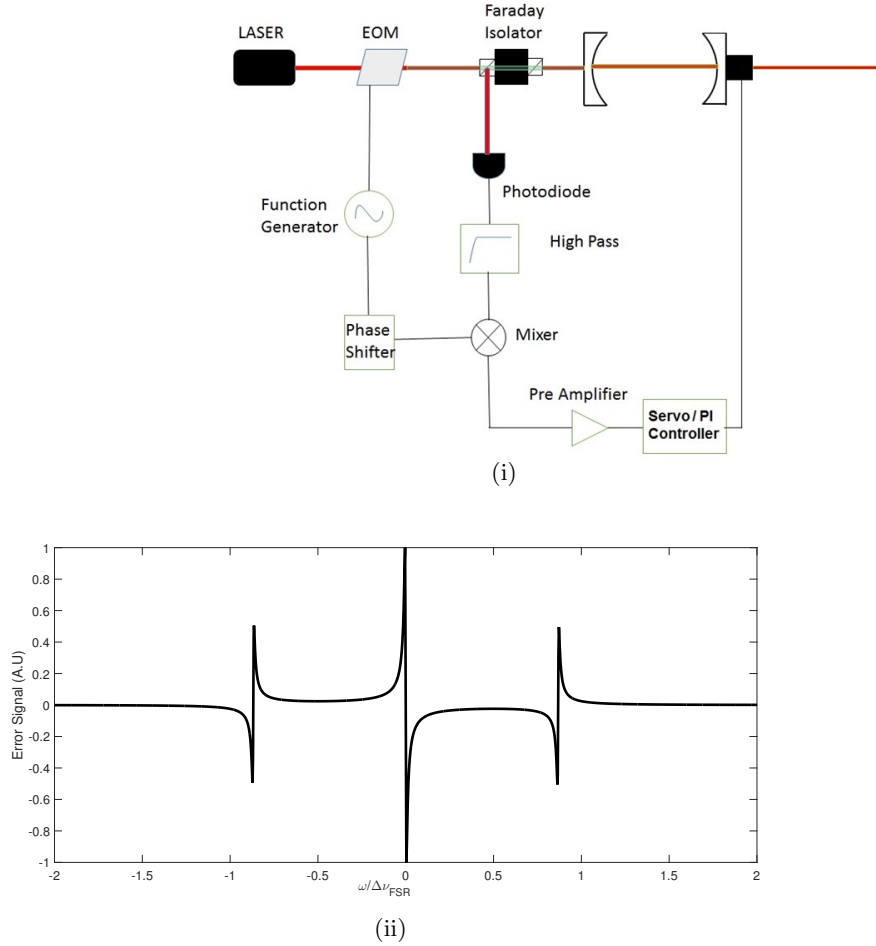 LASER
EOM
Faraday
Isolator
Photodiode
Function
Generator
High Pass
Phase
Shifter
Mixer
Pre Amplifier
Servo / PI
Controller
(i)
1
0.8
0.6
0.4
0.2
0
-0.2
-0.4
-0.6
-0.8
-1
Error Signal (A.U)
-2
-1.5
-1
-0.5
0
0.5
1
1.5
2
ω/Δν_FSR
(ii)